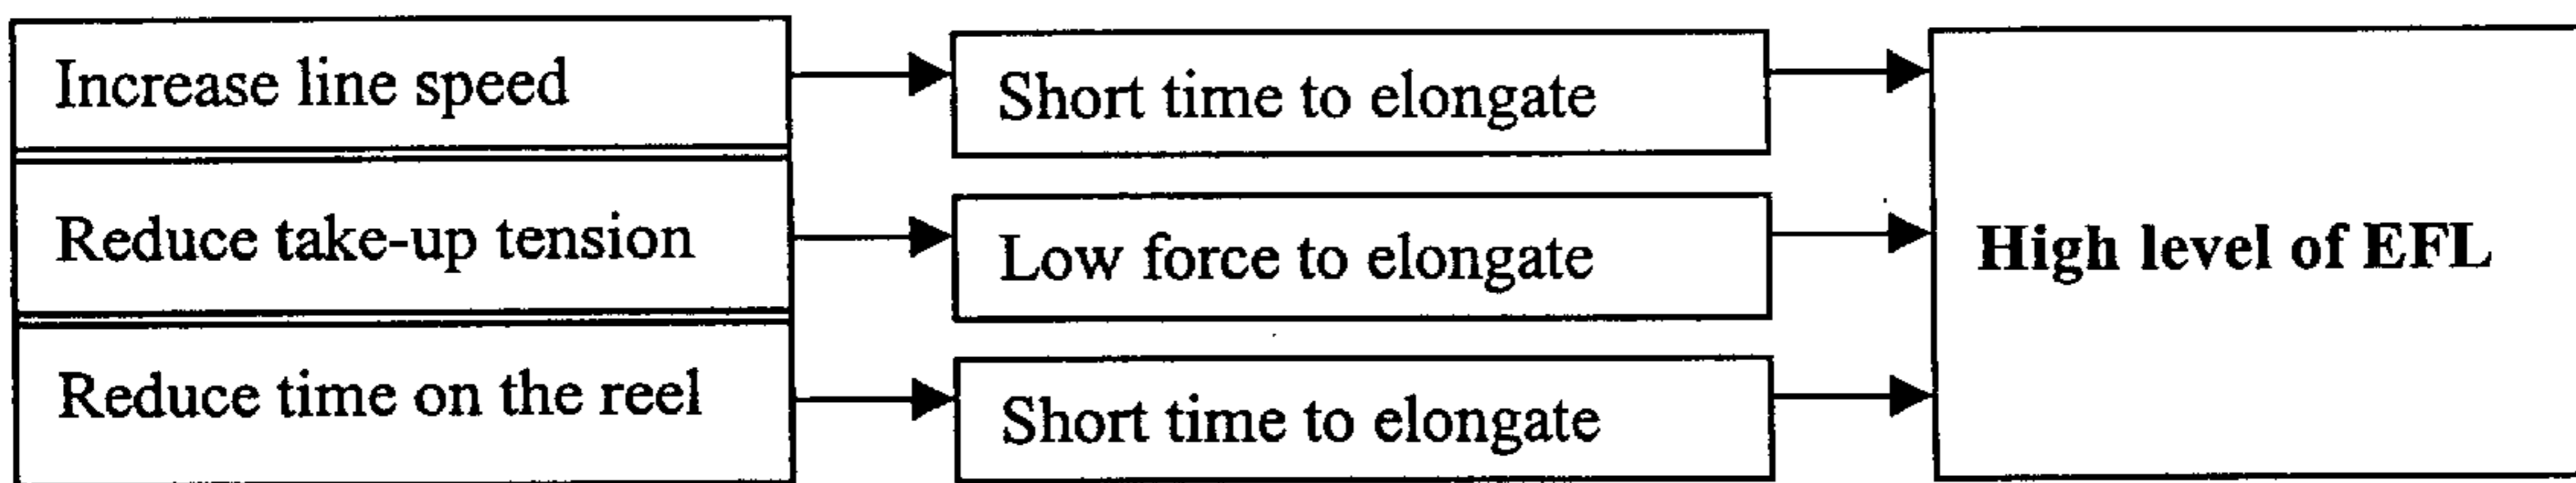 Increase line speed
Short time to elongate
Reduce take-up tension
Low force to elongate
High level of EFL
Reduce time on the reel
Short time to elongate